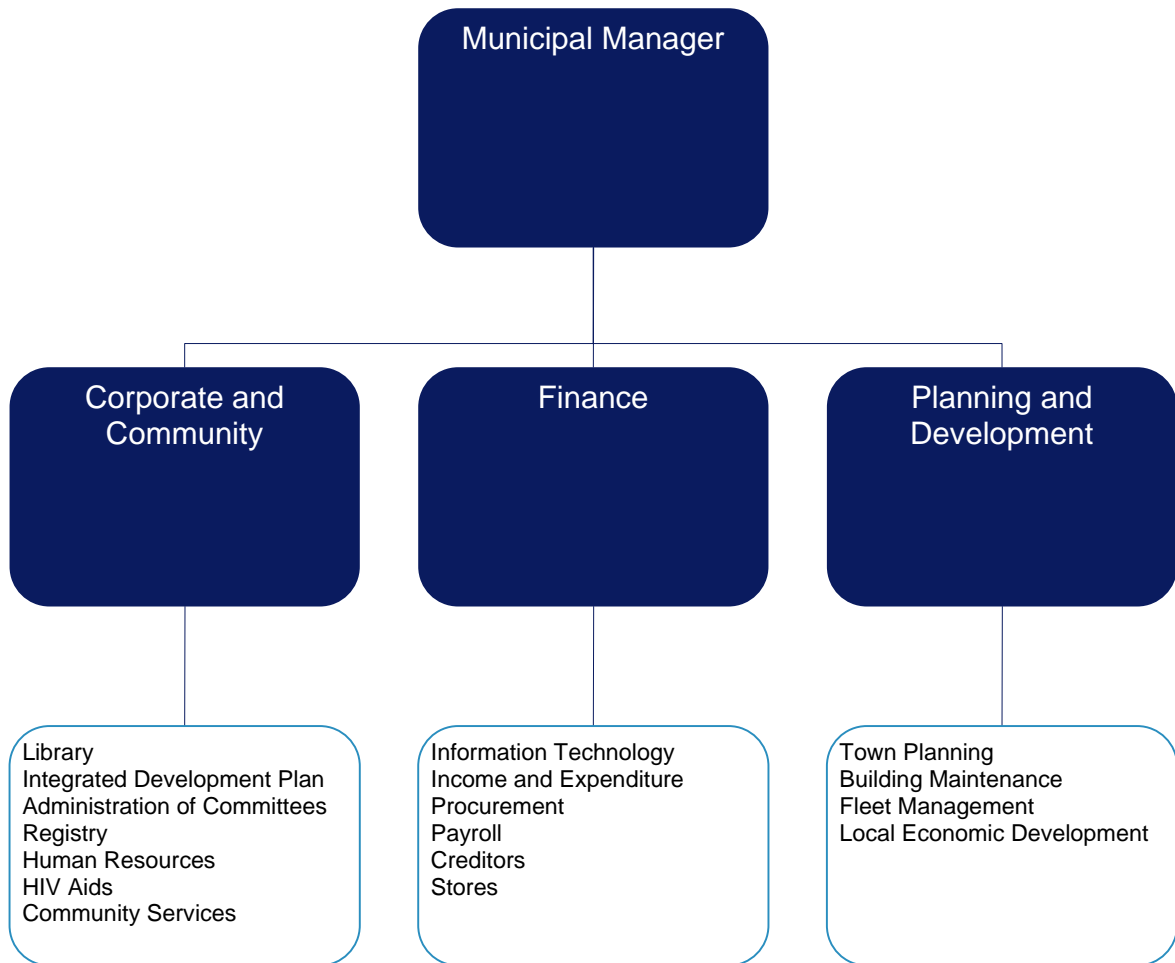 Municipal Manager
Corporate and
Community
Finance
Planning and
Development
Library
Integrated Development Plan
Administration of Committees
Registry
Human Resources
HIV Aids
Community Services
Information Technology
Income and Expenditure
Procurement
Payroll
Creditors
Stores
Town Planning
Building Maintenance
Fleet Management
Local Economic Development